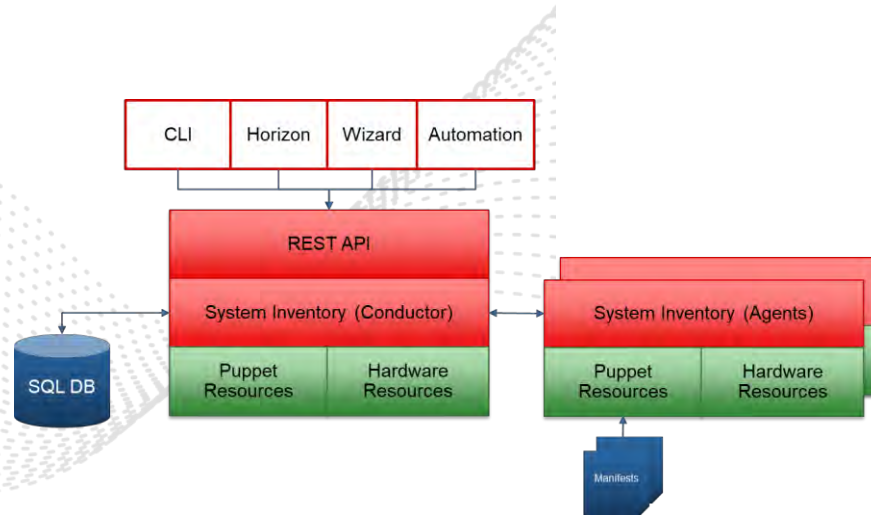 CLI
Horizon
Wizard
Automation
REST API
System Inventory (Conductor)
System Inventory (Agents)
SQL DB
Puppet
Resources
Hardware
Resources
Puppet
Resources
Hardware
Resources
Manifests